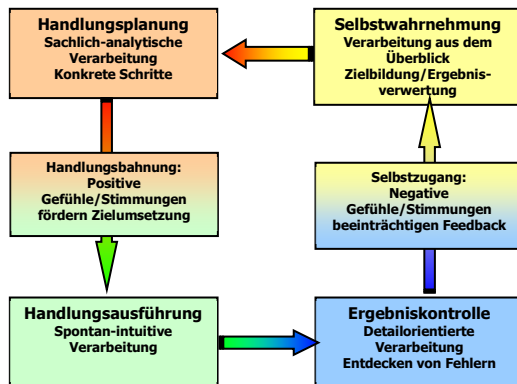 Handlungsplanung
Sachlich-analytische
Verarbeitung
Konkrete Schritte
Selbstwahrnehmung
Verarbeitung aus dem
Überblick
Zielbildung/Ergebnis-
verwertung
Handlungsbahnung:
Positive
Gefühle/Stimmungen
fördern Zielumsetzung
Selbstzugang:
Negative
Gefühle/Stimmungen
beeinträchtigen Feedback
Handlungsausführung
Spontan-intuitive
Verarbeitung
Ergebniskontrolle
Detailorientierte
Verarbeitung
Entdecken von Fehlern